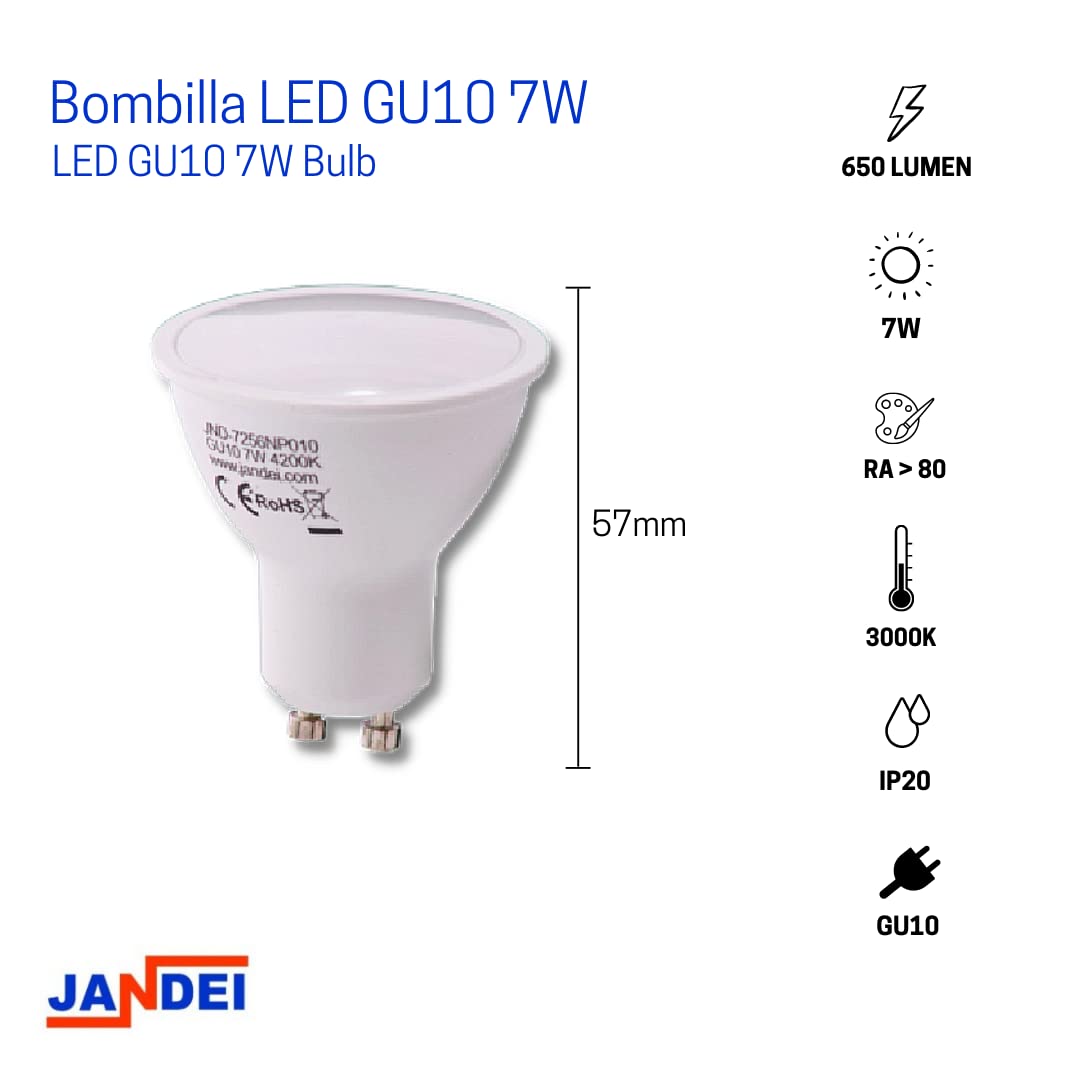 Bombilla LED GU10 7W
LED GU10 7W Bulb
650 LUMEN
7W
RA > 80
3000K
IP20
GU10
JND-7256NP010
GU10 7W 4200K
www.jandei.com
CE RoHS
57mm
JANDEI